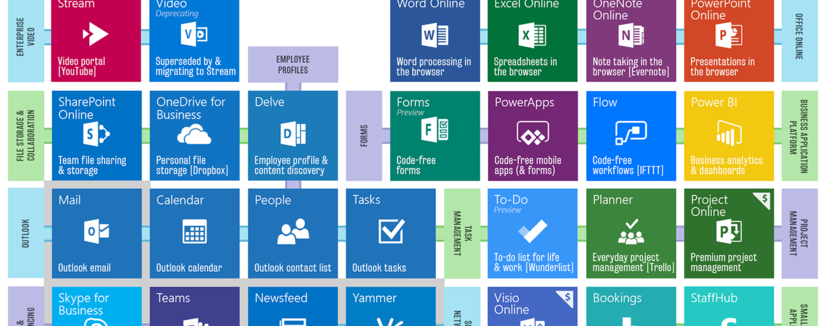 ENTERPRISE
VIDEO
Stream
Video portal
[YouTube]
Video
Deprecating
Superseded by &
migrating to Stream
EMPLOYEE
PROFILES
Word Online
Word processing in
the browser
Excel Online
Spreadsheets in
the browser
OneNote
Online
Note taking in the
browser [Evernote]
PowerPoint
Online
Presentations in
the browser
OFFICE ONLINE
FILE STORAGE &
COLLABORATION
SharePoint
Online
Team file sharing
& storage
OneDrive for
Business
Personal file
storage [Dropbox]
Delve
Employee profile &
content discovery
FORMS
Forms
Preview
Code-free
forms
PowerApps
Code-free mobile
apps (& forms)
Flow
Code-free
workflows [IFTTT]
Power BI
Business analytics
& dashboards
BUSINESS APPLICATION
PLATFORM
OUTLOOK
Mail
Outlook email
Calendar
Outlook calendar
People
Outlook contact list
Tasks
Outlook tasks
TASK
MANAGEMENT
To-Do
Preview
To-do list for life
& work [Wunderlist]
Planner
Everyday project
management [Trello]
Project
Online
$
Premium project
management
PROJECT
MANAGEMENT
&
Skype for
Business
Teams
Newsfeed
Yammer
Visio
Online
$
Bookings
StaffHub